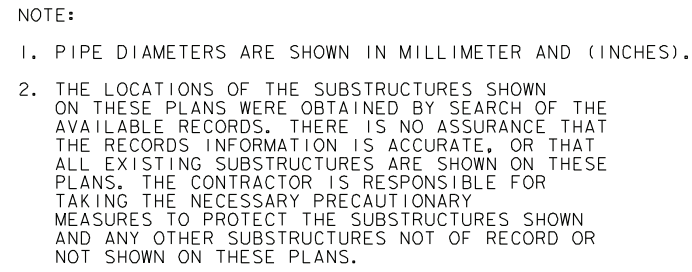 NOTE:
1. PIPE DIAMETERS ARE SHOWN IN MILLIMETER AND (INCHES).
2. THE LOCATIONS OF THE SUBSTRUCTURES SHOWN
ON THESE PLANS WERE OBTAINED BY SEARCH OF THE
AVAILABLE RECORDS. THERE IS NO ASSURANCE THAT
THE RECORDS INFORMATION IS ACCURATE, OR THAT
ALL EXISTING SUBSTRUCTURES ARE SHOWN ON THESE
PLANS. THE CONTRACTOR IS RESPONSIBLE FOR
TAKING THE NECESSARY PRECAUTIONARY
MEASURES TO PROTECT THE SUBSTRUCTURES SHOWN
AND ANY OTHER SUBSTRUCTURES NOT OF RECORD OR
NOT SHOWN ON THESE PLANS.